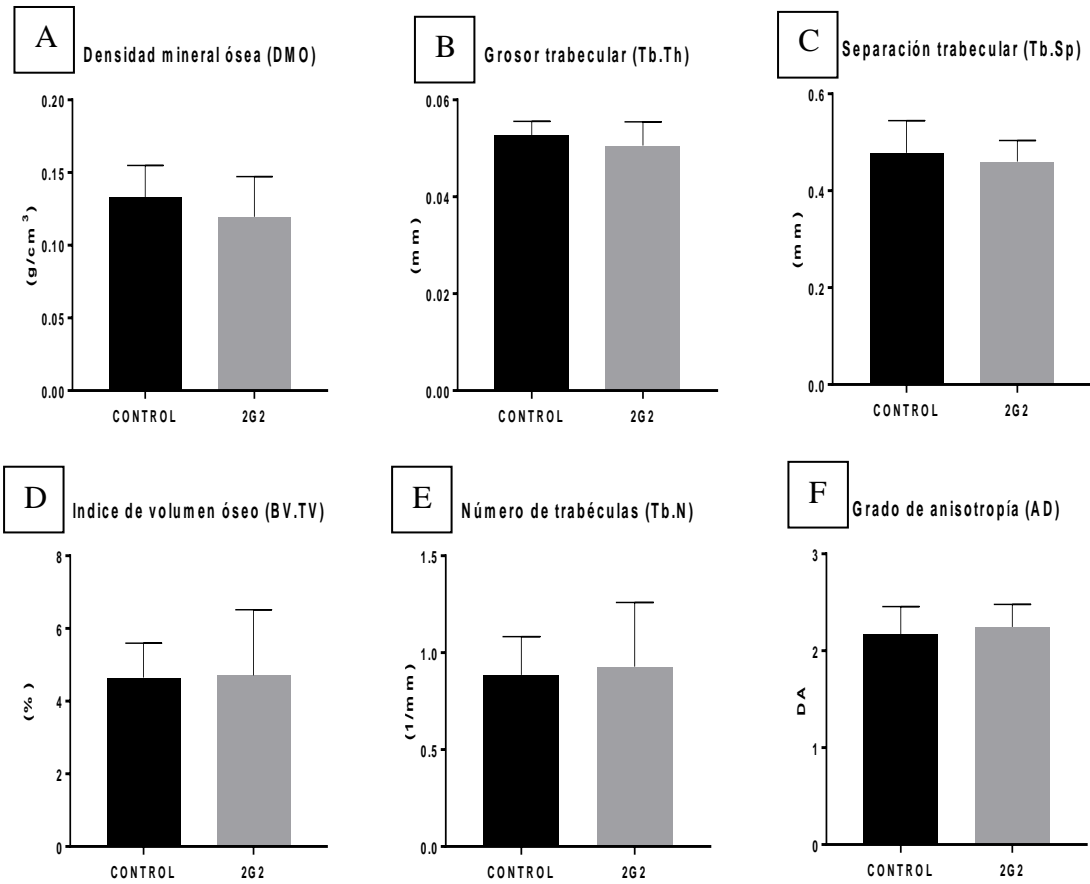 A
Densidad mineral ósea (DMO)
0.20
0.15
0.10
0.05
0.00
(g/cm³)
CONTROL 2G2
B
Grosor trabecular (Tb.Th)
0.06
0.04
0.02
0.00
(mm)
CONTROL 2G2
C
Separación trabecular (Tb.Sp)
0.6
0.4
0.2
0.0
(mm)
CONTROL 2G2
D
Indice de volumen óseo (BV.TV)
8
6
4
2
0
(%)
CONTROL 2G2
E
Número de trabéculas (Tb.N)
1.5
1.0
0.5
0.0
(1/mm)
CONTROL 2G2
F
Grado de anisotropía (AD)
3
2
1
0
DA
CONTROL 2G2